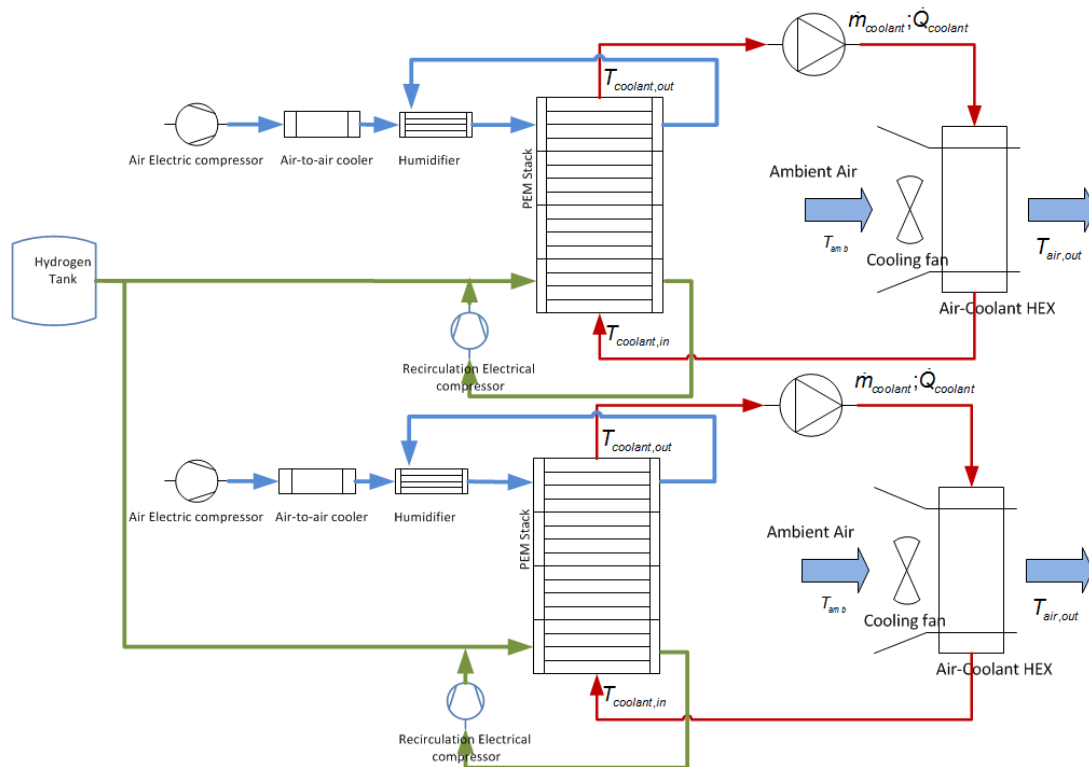 ṁcoolant;Q̇coolant
Tcoolant,out
Air Electric compressor
Air-to-air cooler
Humidifier
PEM Stack
Ambient Air
Tamb
Cooling fan
Tair,out
Air-Coolant HEX
Hydrogen
Tank
Tcoolant,in
Recirculation Electrical
compressor
ṁcoolant;Q̇coolant
Tcoolant,out
Air Electric compressor
Air-to-air cooler
Humidifier
PEM Stack
Ambient Air
Tamb
Cooling fan
Tair,out
Air-Coolant HEX
Tcoolant,in
Recirculation Electrical
compressor